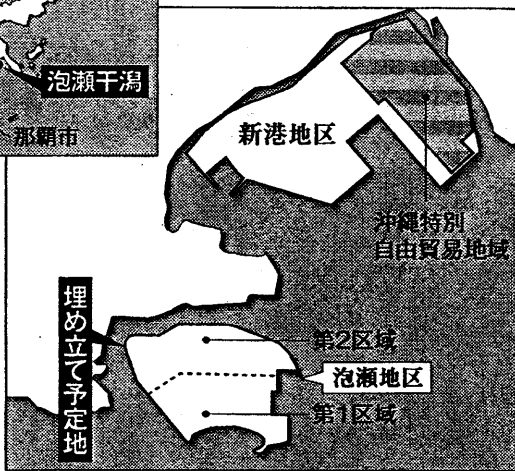 泡瀬干潟
那覇市
新港地区
沖縄特別
自由貿易地域
埋め立て予定地
第2区域
泡瀬地区
第1区域